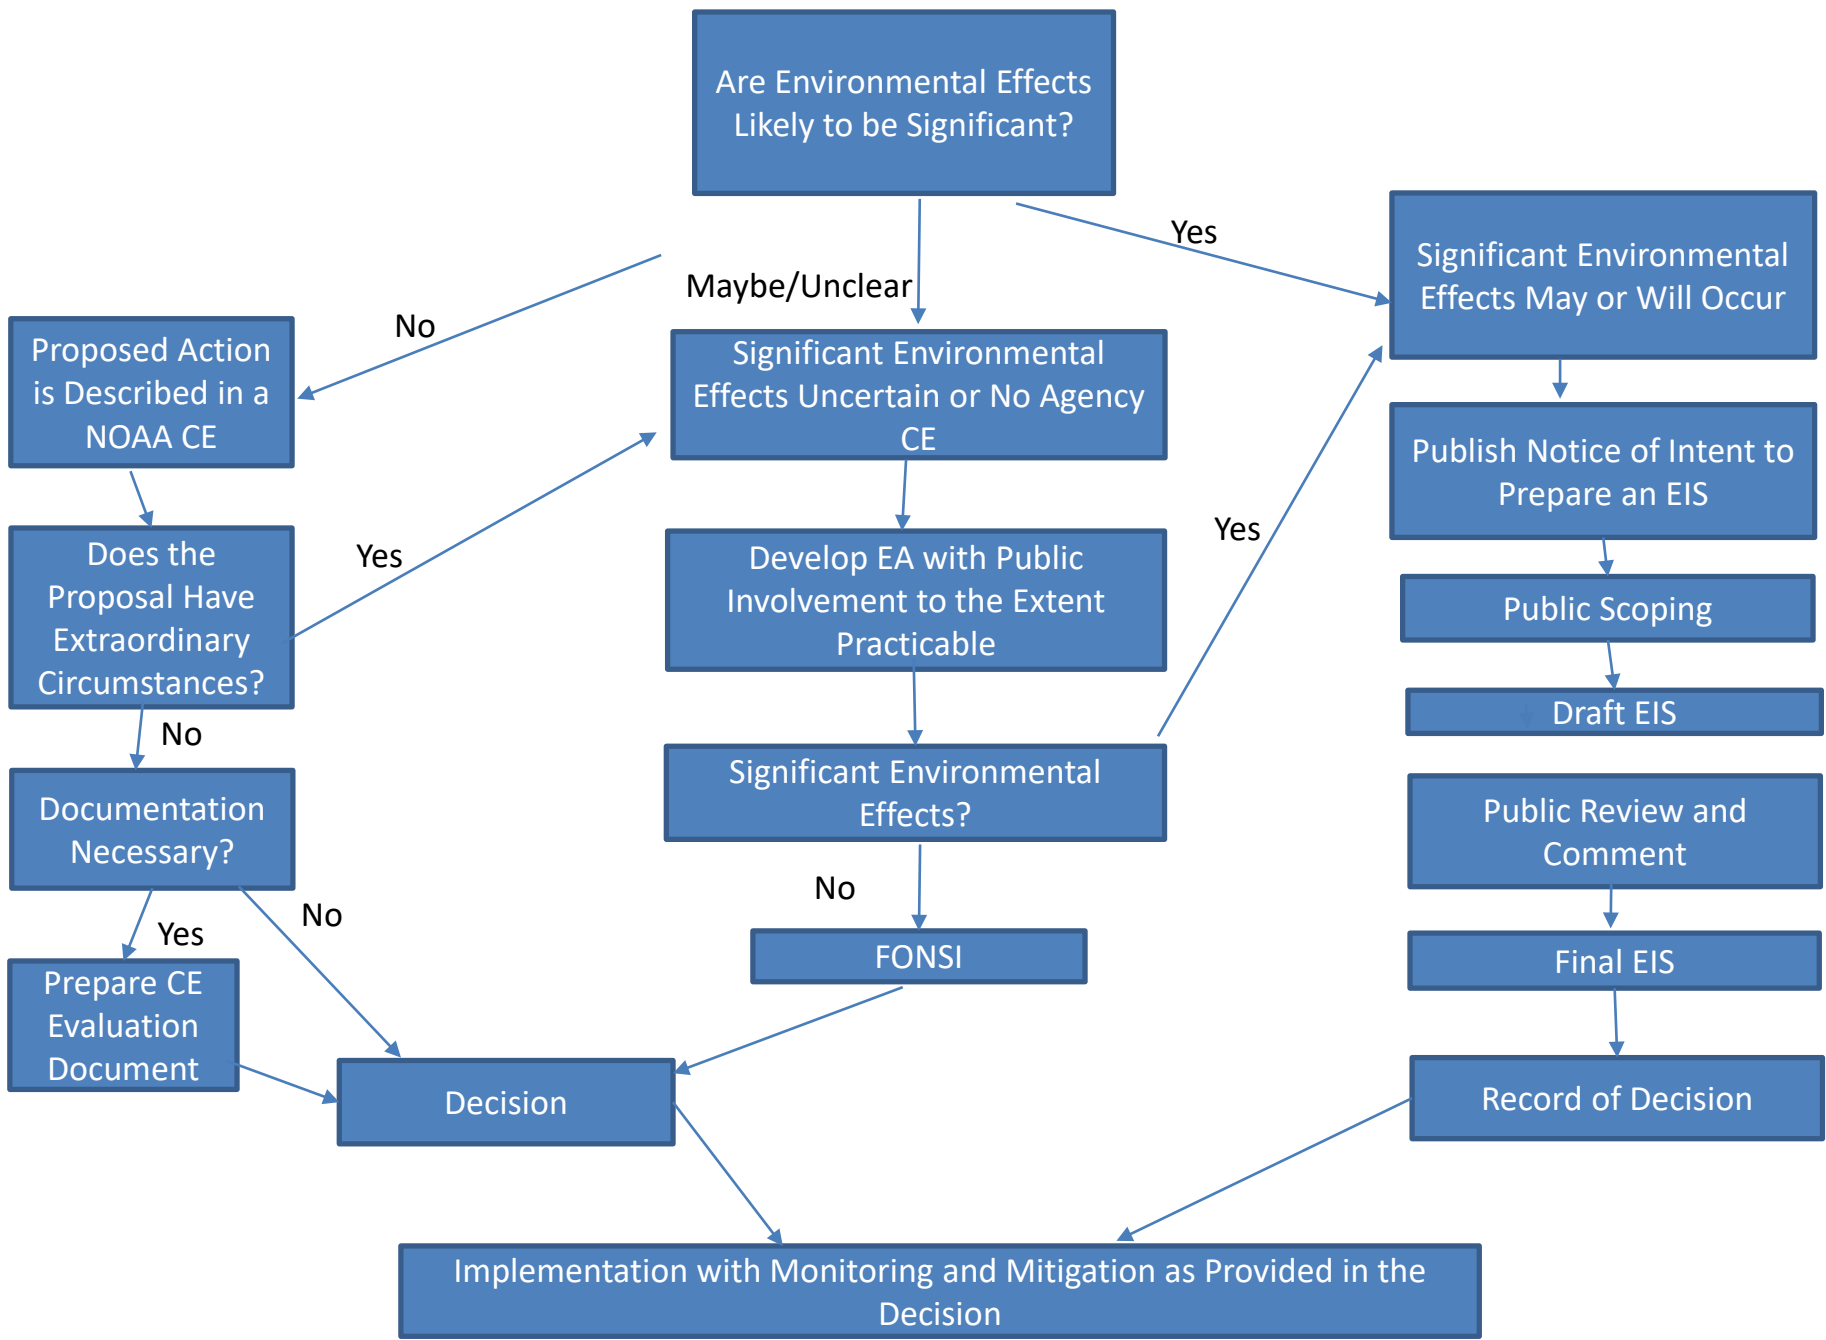 Are Environmental Effects
Likely to be Significant?
Yes
Maybe/Unclear
No
Significant Environmental
Effects May or Will Occur
Proposed Action
is Described in a
NOAA CE
Significant Environmental
Effects Uncertain or No Agency
CE
Publish Notice of Intent to
Prepare an EIS
Does the
Proposal Have
Extraordinary
Circumstances?
Yes
Develop EA with Public
Involvement to the Extent
Practicable
Yes
Public Scoping
Draft EIS
No
Documentation
Necessary?
Significant Environmental
Effects?
Public Review and
Comment
No
Yes
No
FONSI
Final EIS
Prepare CE
Evaluation
Document
Decision
Record of Decision
Implementation with Monitoring and Mitigation as Provided in the
Decision